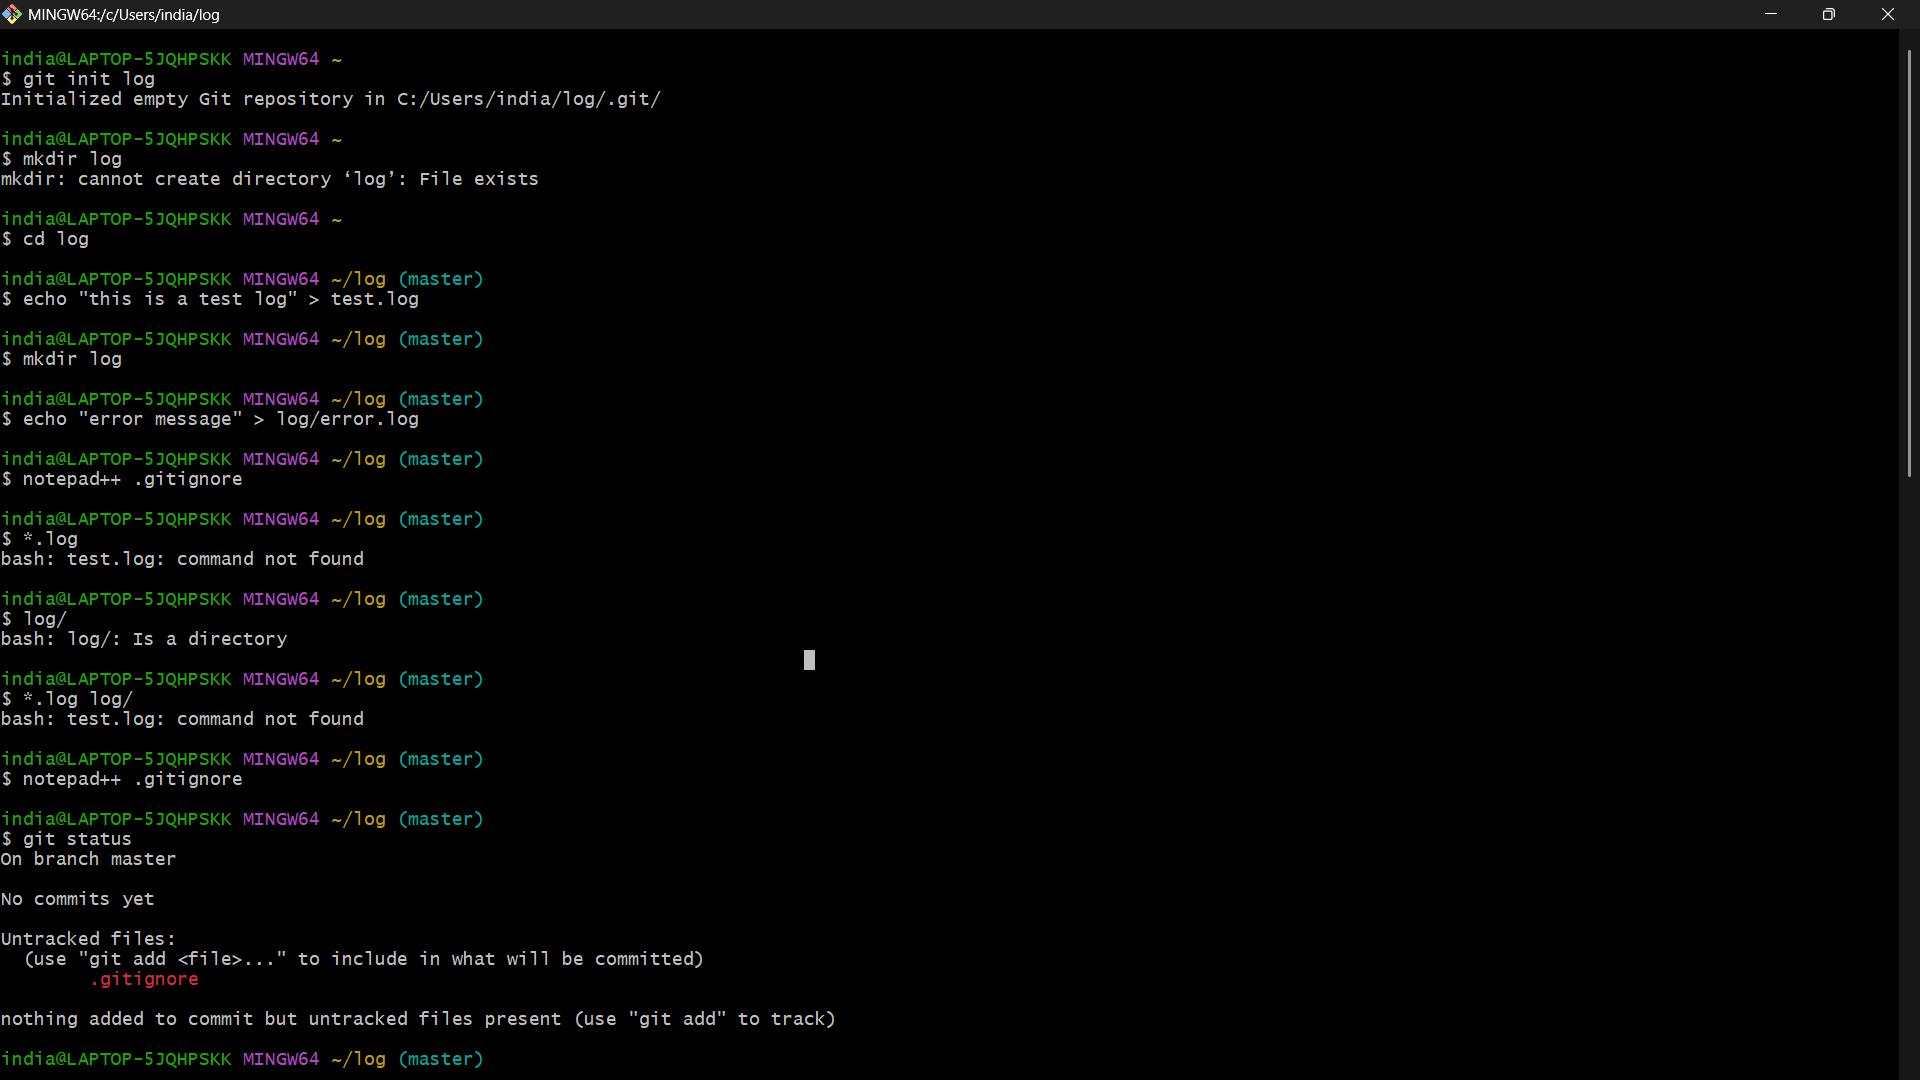 MINGW64:/c/Users/india/log
india@LAPTOP-5JQHPSKK MINGW64 ~
$ git init log
Initialized empty Git repository in C:/Users/india/log/.git/
india@LAPTOP-5JQHPSKK MINGW64 ~
$ mkdir log
mkdir: cannot create directory ‘log’: File exists
india@LAPTOP-5JQHPSKK MINGW64 ~
$ cd log
india@LAPTOP-5JQHPSKK MINGW64 ~/log (master)
$ echo "this is a test log" > test.log
india@LAPTOP-5JQHPSKK MINGW64 ~/log (master)
$ mkdir log
india@LAPTOP-5JQHPSKK MINGW64 ~/log (master)
$ echo "error message" > log/error.log
india@LAPTOP-5JQHPSKK MINGW64 ~/log (master)
$ notepad++ .gitignore
india@LAPTOP-5JQHPSKK MINGW64 ~/log (master)
$ *.log
bash: test.log: command not found
india@LAPTOP-5JQHPSKK MINGW64 ~/log (master)
$ log/
bash: log/: Is a directory
india@LAPTOP-5JQHPSKK MINGW64 ~/log (master)
$ *.log log/
bash: test.log: command not found
india@LAPTOP-5JQHPSKK MINGW64 ~/log (master)
$ notepad++ .gitignore
india@LAPTOP-5JQHPSKK MINGW64 ~/log (master)
$ git status
On branch master
No commits yet
Untracked files:
(use "git add <file>..." to include in what will be committed)
.gitignore
nothing added to commit but untracked files present (use "git add" to track)
india@LAPTOP-5JQHPSKK MINGW64 ~/log (master)